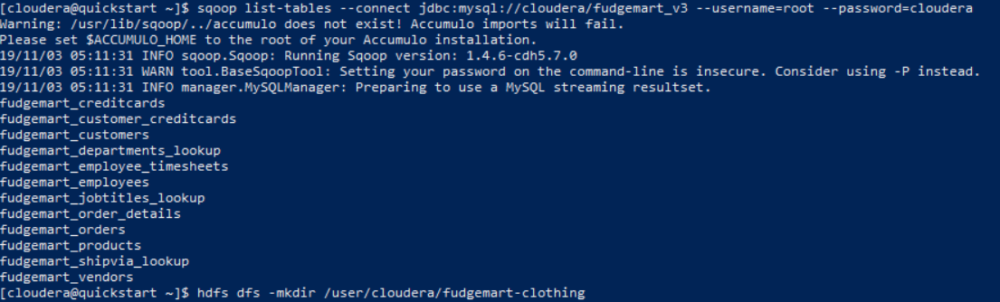 [cloudera@quickstart ~]$ sqoop list-tables --connect jdbc:mysql://cloudera/fudgemart_v3 --username=root --password=cloudera
Warning: /usr/lib/sqoop/../accumulo does not exist! Accumulo imports will fail.
Please set $ACCUMULO_HOME to the root of your Accumulo installation.
19/11/03 05:11:31 INFO sqoop.Sqoop: Running Sqoop version: 1.4.6-cdh5.7.0
19/11/03 05:11:31 WARN tool.BaseSqoopTool: Setting your password on the command-line is insecure. Consider using -P instead.
19/11/03 05:11:31 INFO manager.MySQLManager: Preparing to use a MySQL streaming resultset.
fudgemart_creditcards
fudgemart_customer_creditcards
fudgemart_customers
fudgemart_departments_lookup
fudgemart_employee_timesheets
fudgemart_employees
fudgemart_jobtitles_lookup
fudgemart_order_details
fudgemart_orders
fudgemart_products
fudgemart_shipvia_lookup
fudgemart_vendors
[cloudera@quickstart ~]$ hdfs dfs -mkdir /user/cloudera/fudgemart-clothing